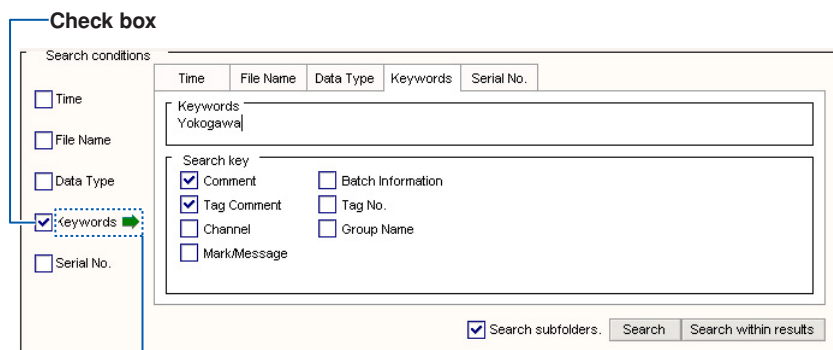 Check box
Search conditions
Time File Name Data Type Keywords Serial No.
Time
Keywords
Yokogawa
File Name
Search key
Data Type
Comment Batch Information
Tag Comment Tag No.
Keywords
Channel Group Name
Mark/Message
Serial No.
Search subfolders. Search Search within results